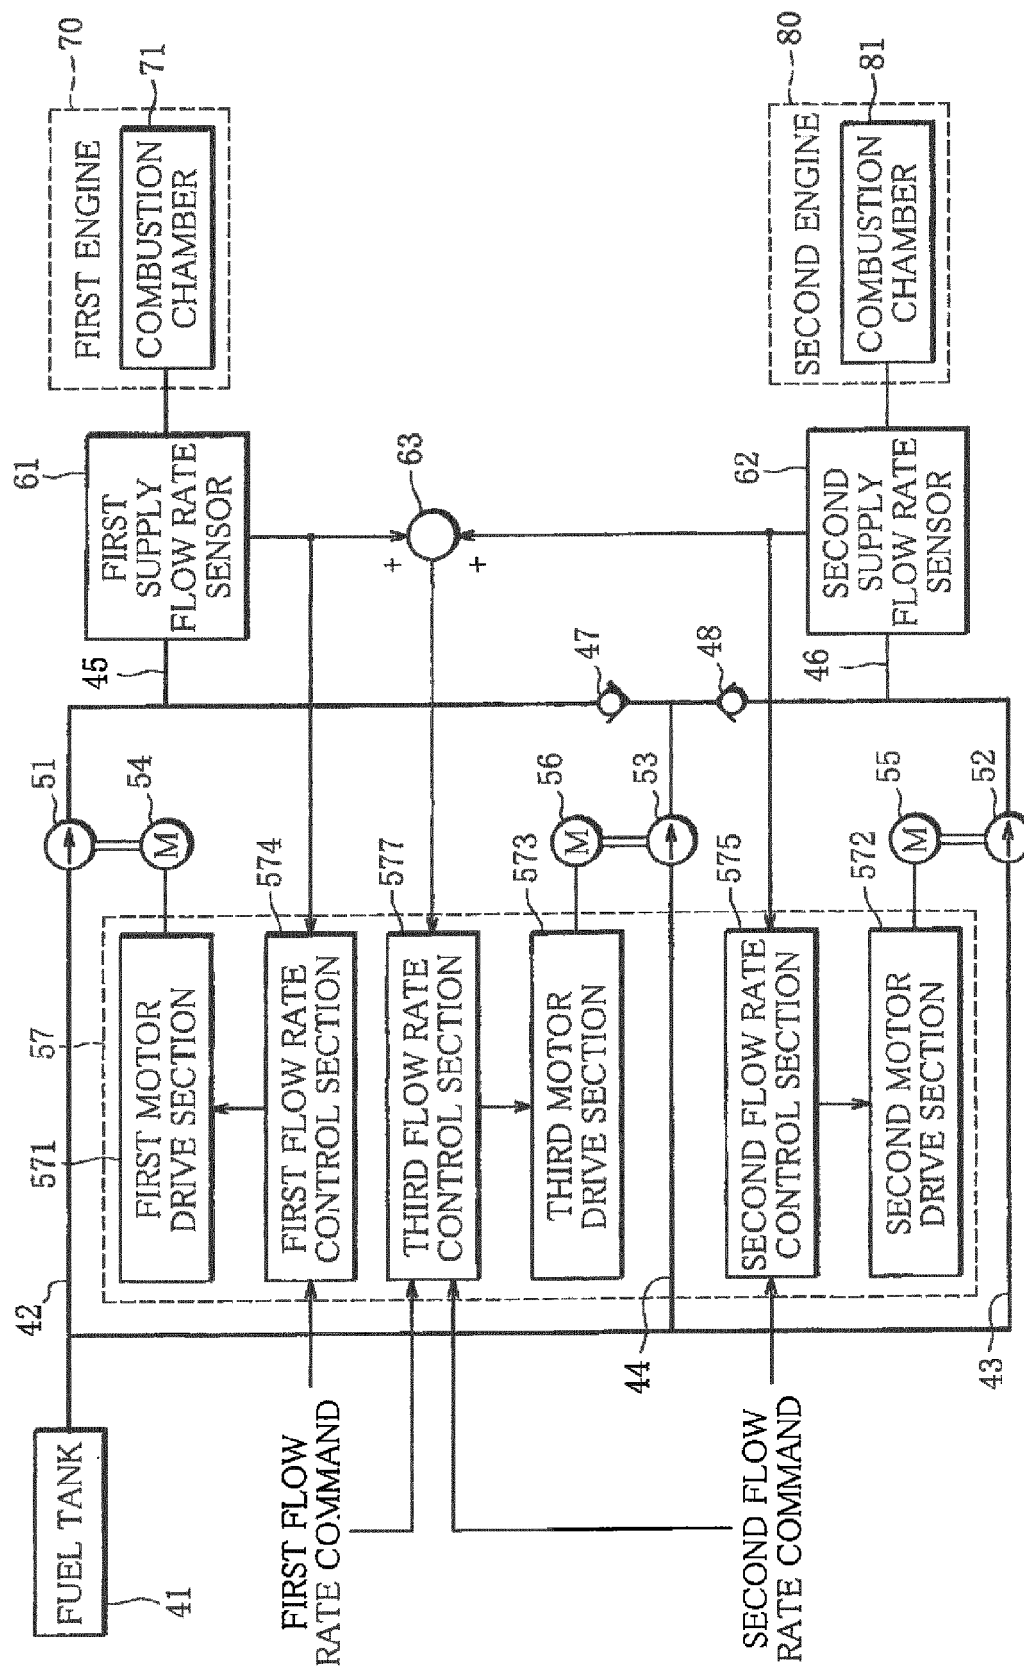 FUEL TANK
41
42
571
57
51
54
45
61
FIRST
SUPPLY
FLOW RATE
SENSOR
FIRST ENGINE
70
COMBUSTION
CHAMBER
71
FIRST MOTOR
DRIVE SECTION
M
574
FIRST FLOW RATE
CONTROL SECTION
FIRST FLOW
RATE COMMAND
577
THIRD FLOW RATE
CONTROL SECTION
+
+
63
573
THIRD MOTOR
DRIVE SECTION
56
M
53
47
48
44
SECOND FLOW
RATE COMMAND
575
SECOND FLOW RATE
CONTROL SECTION
572
SECOND MOTOR
DRIVE SECTION
55
M
52
43
46
62
SECOND
SUPPLY
FLOW RATE
SENSOR
SECOND ENGINE
80
COMBUSTION
CHAMBER
81